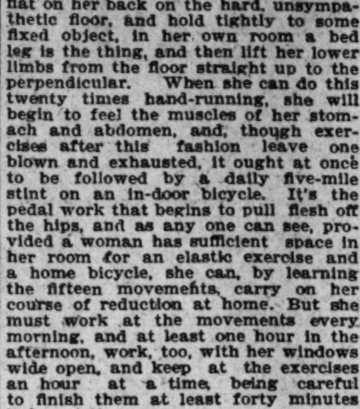 flat on her back on the hard, unsympa-
thetic floor, and hold tightly to some
fixed object, in her own room a bed
leg is the thing, and then lift her lower
limbs from the floor straight up to the
perpendicular. When she can do this
twenty times hand-running, she will
begin to feel the muscles of her stom-
ach and abdomen, and, though exer-
cises after this fashion leave one
blown and exhausted, it ought at once
to be followed by a daily five-mile
stint on an in-door bicycle. It's the
pedal work that begins to pull flesh off
the hips, and as any one can see, pro-
vided a woman has sufficient space in
her room for an elastic exercise and
a home bicycle, she can, by learning
the fifteen movements, carry on her
course of reduction at home. But she
must work at the movements every
morning, and at least one hour in the
afternoon, work, too, with her windows
wide open, and keep at the exercises
an hour at a time, being careful
to finish them at least forty minutes